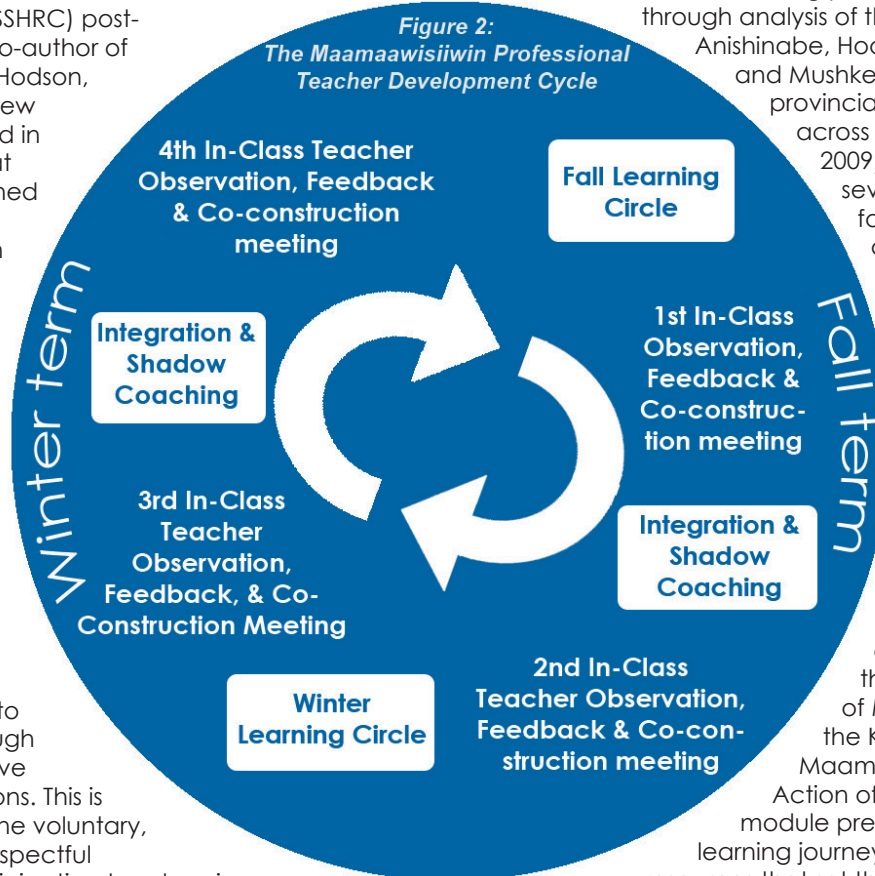 SSHRC) post-
o-author of
Hodson,
ew
d in
at
ned
n
to
ugh
ve
ons. This is
he voluntary,
spectful
Figure 2:
The Maamaawisiiwin Professional
Teacher Development Cycle
Fall Learning
Circle
1st In-Class
Observation,
Feedback &
Co-construc-
tion meeting
Integration &
Shadow
Coaching
2nd In-Class
Teacher Observation,
Feedback & Co-con-
struction meeting
Winter
Learning Circle
3rd In-Class
Teacher
Observation,
Feedback, & Co-
Construction Meeting
Integration &
Shadow
Coaching
4th In-Class Teacher
Observation, Feedback
& Co-construction
meeting
Fall term
Winter term
through analysis of th
Anishinabe, Hod
and Mushke
provincia
across
2009,
sev
fo
th
of M
the K
Maam
Action of
module pre
learning journey